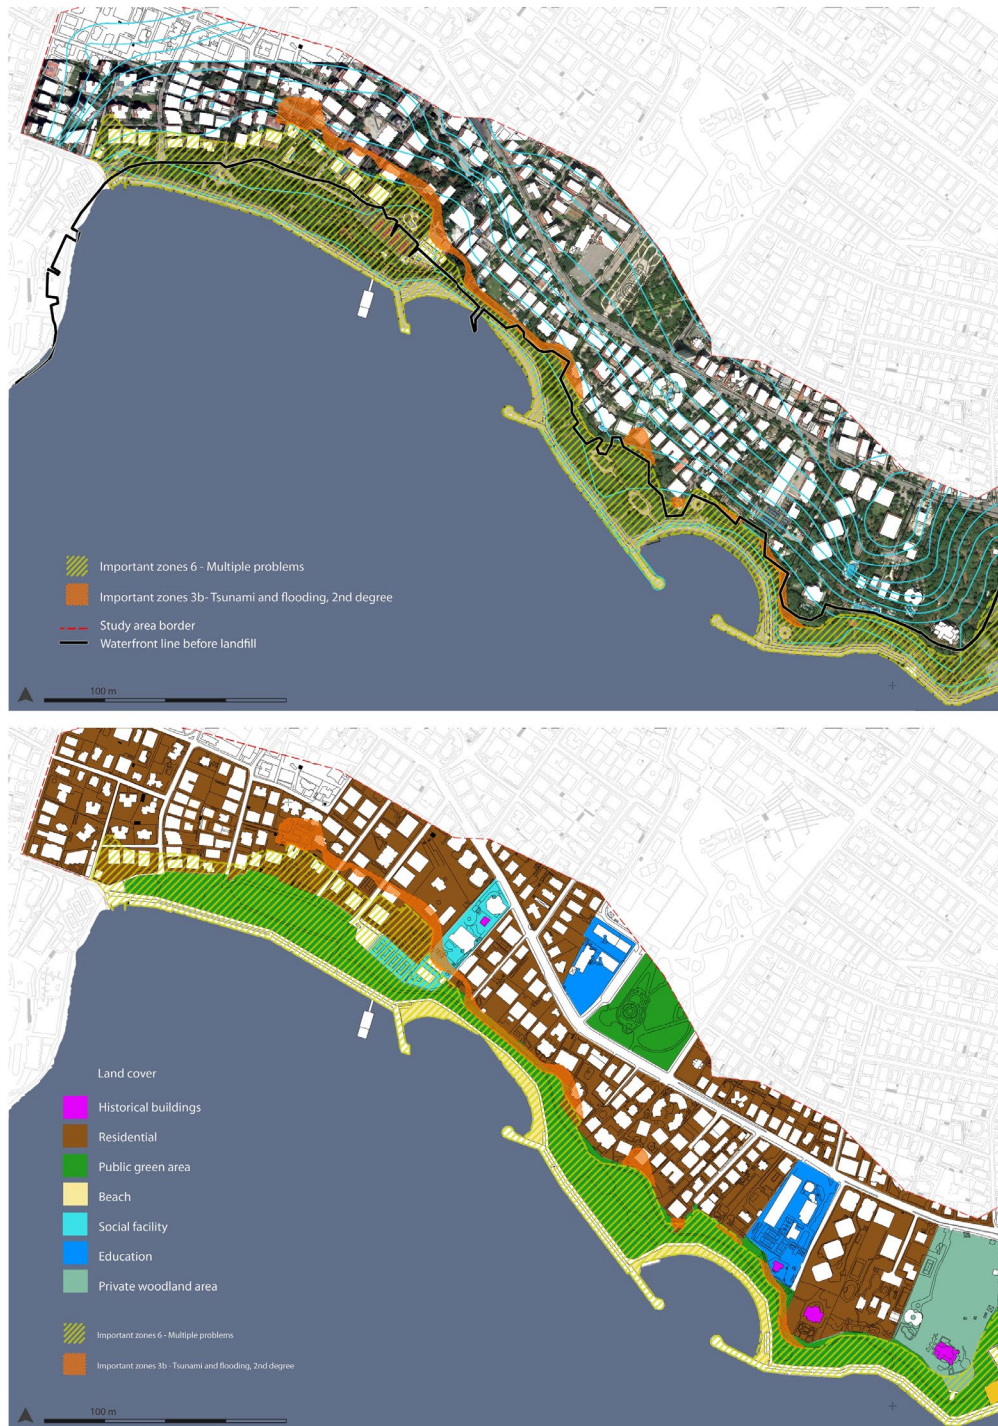 Important zones 6 - Multiple problems
Important zones 3b- Tsunami and flooding, 2nd degree
Study area border
Waterfront line before landfill
100 m
Land cover
Historical buildings
Residential
Public green area
Beach
Social facility
Education
Private woodland area
Important zones 6 - Multiple problems
Important zones 3b - Tsunami and flooding, 2nd degree
100 m